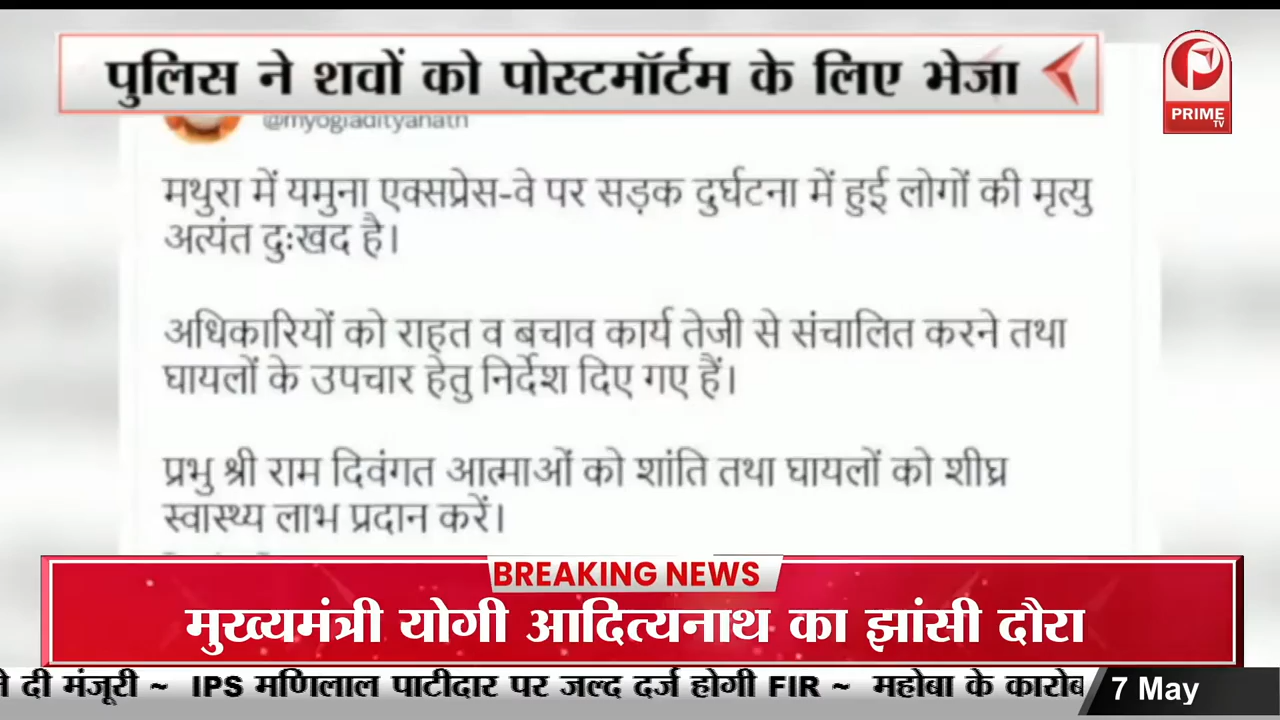 पुलिस ने शवों को पोस्टमॉर्टम के लिए भेजा
PRIME
TV
@myogiadityanath
मथुरा में यमुना एक्सप्रेस-वे पर सड़क दुर्घटना में हुई लोगों की मृत्यु
अत्यंत दुःखद है।
अधिकारियों को राहत व बचाव कार्य तेजी से संचालित करने तथा
घायलों के उपचार हेतु निर्देश दिए गए हैं।
प्रभु श्री राम दिवंगत आत्माओं को शांति तथा घायलों को शीघ्र
स्वास्थ्य लाभ प्रदान करें।
BREAKING NEWS
मुख्यमंत्री योगी आदित्यनाथ का झांसी दौरा
दी मंजूरी ~ IPS मणिलाल पाटीदार पर जल्द दर्ज होगी FIR ~ महोबा के कारोब
7 May